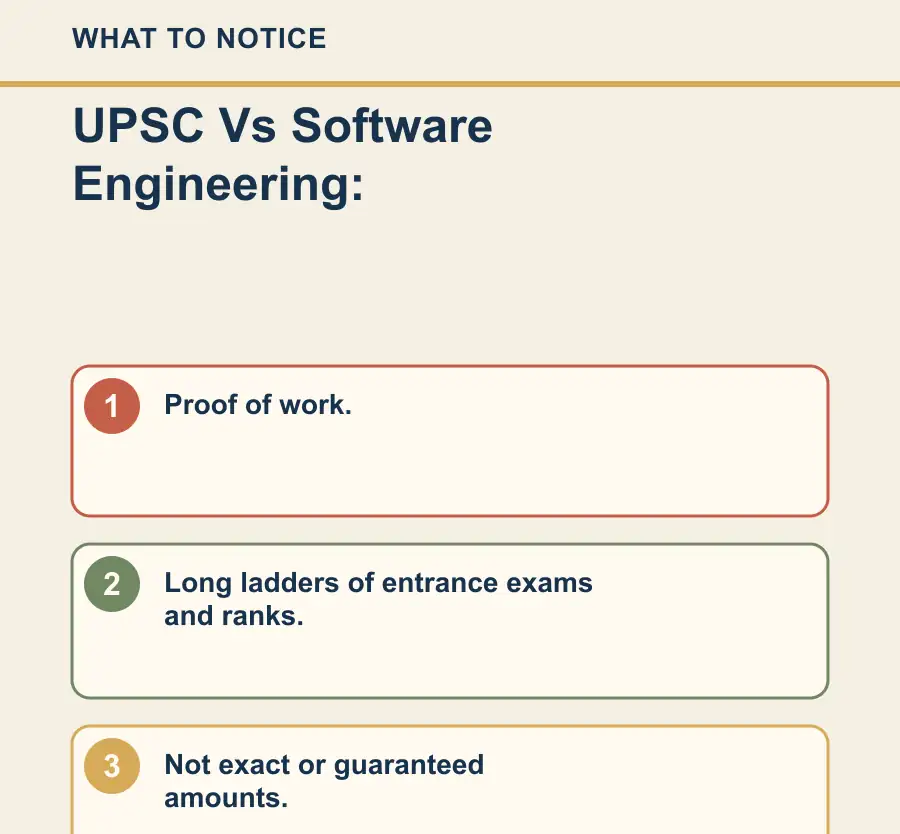 WHAT TO NOTICE
UPSC Vs Software
Engineering:
1
Proof of work.
2
Long ladders of entrance exams
and ranks.
3
Not exact or guaranteed
amounts.